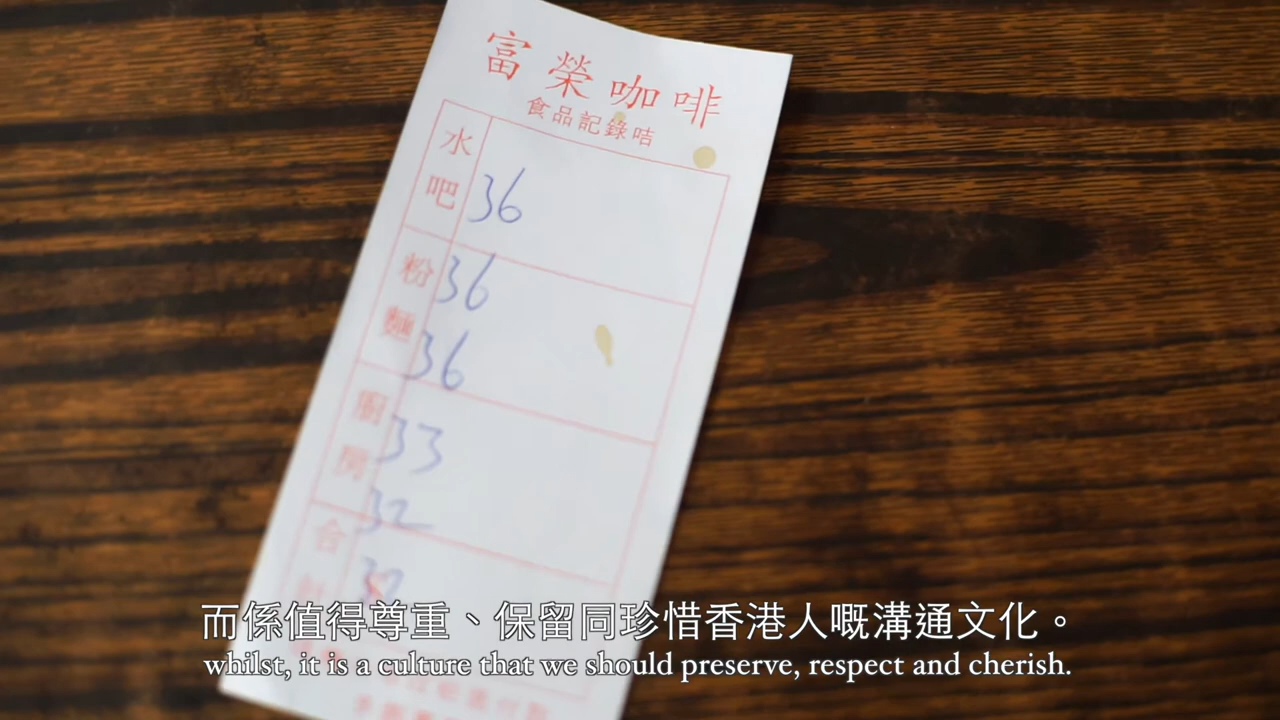 富榮咖啡
食品記錄咭
水吧
36
粉麵
36
36
廚房
33
32
合
32
而係值得尊重、保留同珍惜香港人嘅溝通文化。
whilst, it is a culture that we should preserve, respect and cherish.